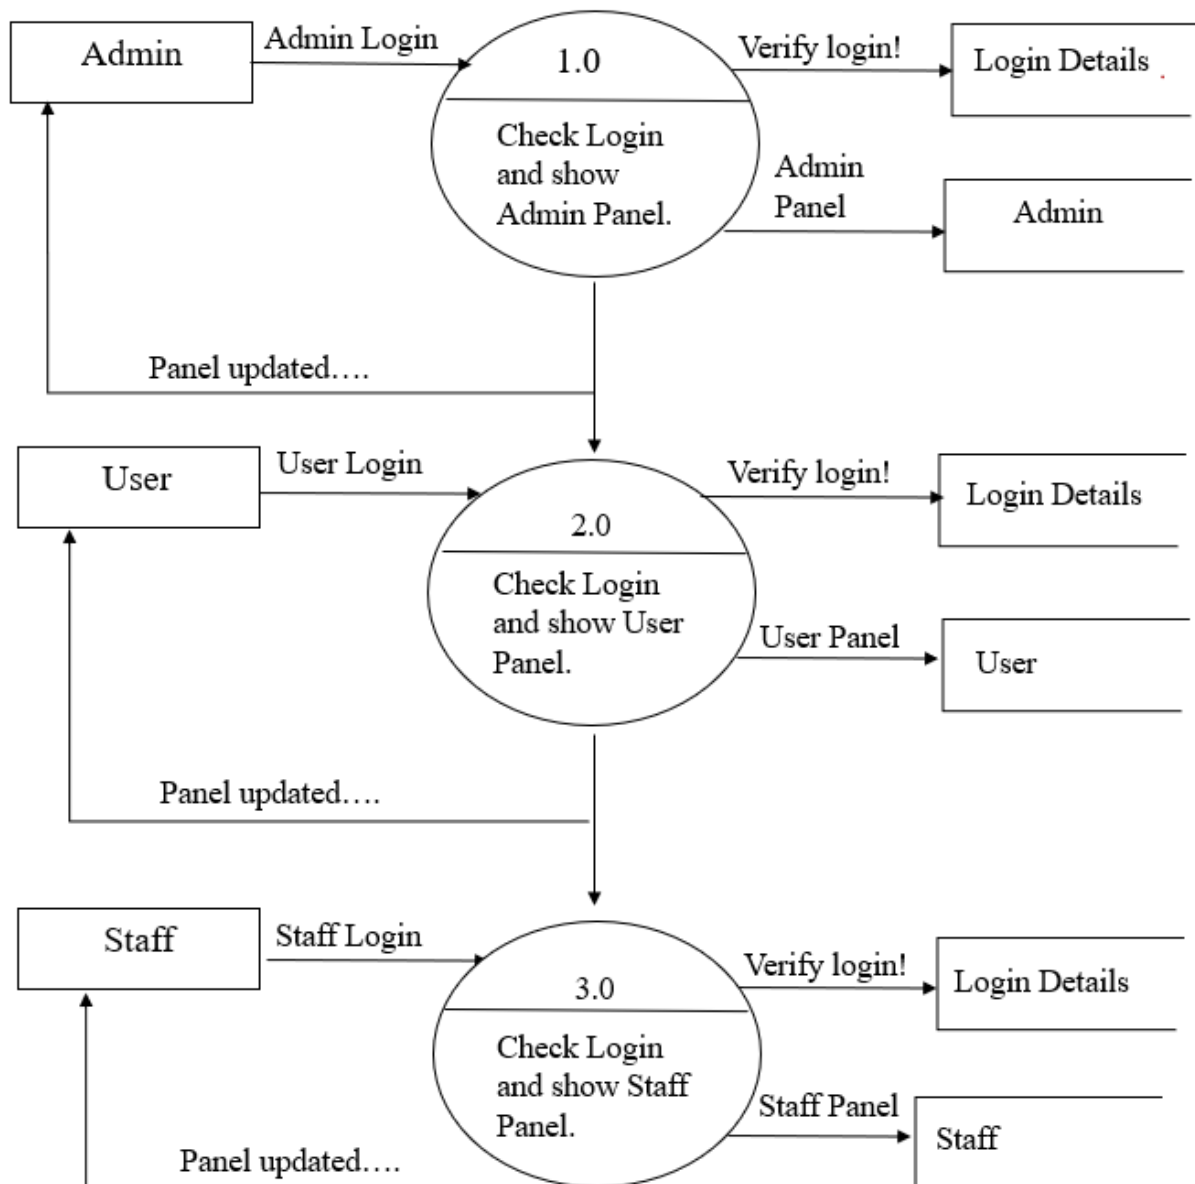 Admin
Admin Login
1.0
Verify login!
Login Details
Check Login
and show
Admin Panel.
Admin
Panel
Admin
Panel updated….
User
User Login
2.0
Verify login!
Login Details
Check Login
and show User
Panel.
User Panel
User
Panel updated….
Staff
Staff Login
3.0
Verify login!
Login Details
Check Login
and show Staff
Panel.
Staff Panel
Staff
Panel updated….